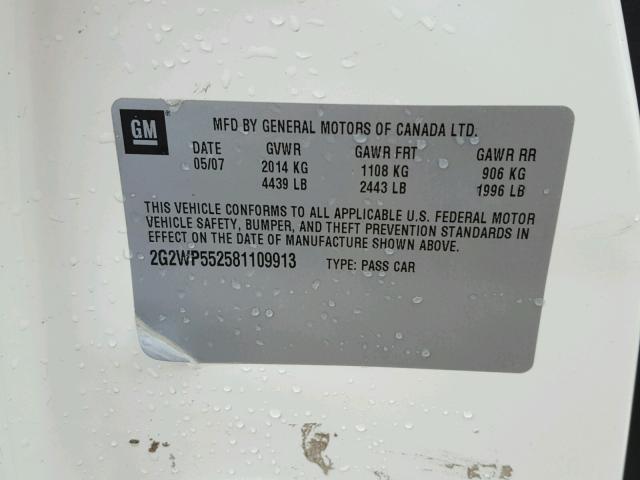 GM ® MFD BY GENERAL MOTORS OF CANADA LTD.
DATE GVWR GAWR FRT GAWR RR
05/07 2014 KG 1108 KG 906 KG
4439 LB 2443 LB 1996 LB
THIS VEHICLE CONFORMS TO ALL APPLICABLE U.S. FEDERAL MOTOR
VEHICLE SAFETY, BUMPER, AND THEFT PREVENTION STANDARDS IN
EFFECT ON THE DATE OF MANUFACTURE SHOWN ABOVE.
2G2WP552581109913 TYPE: PASS CAR